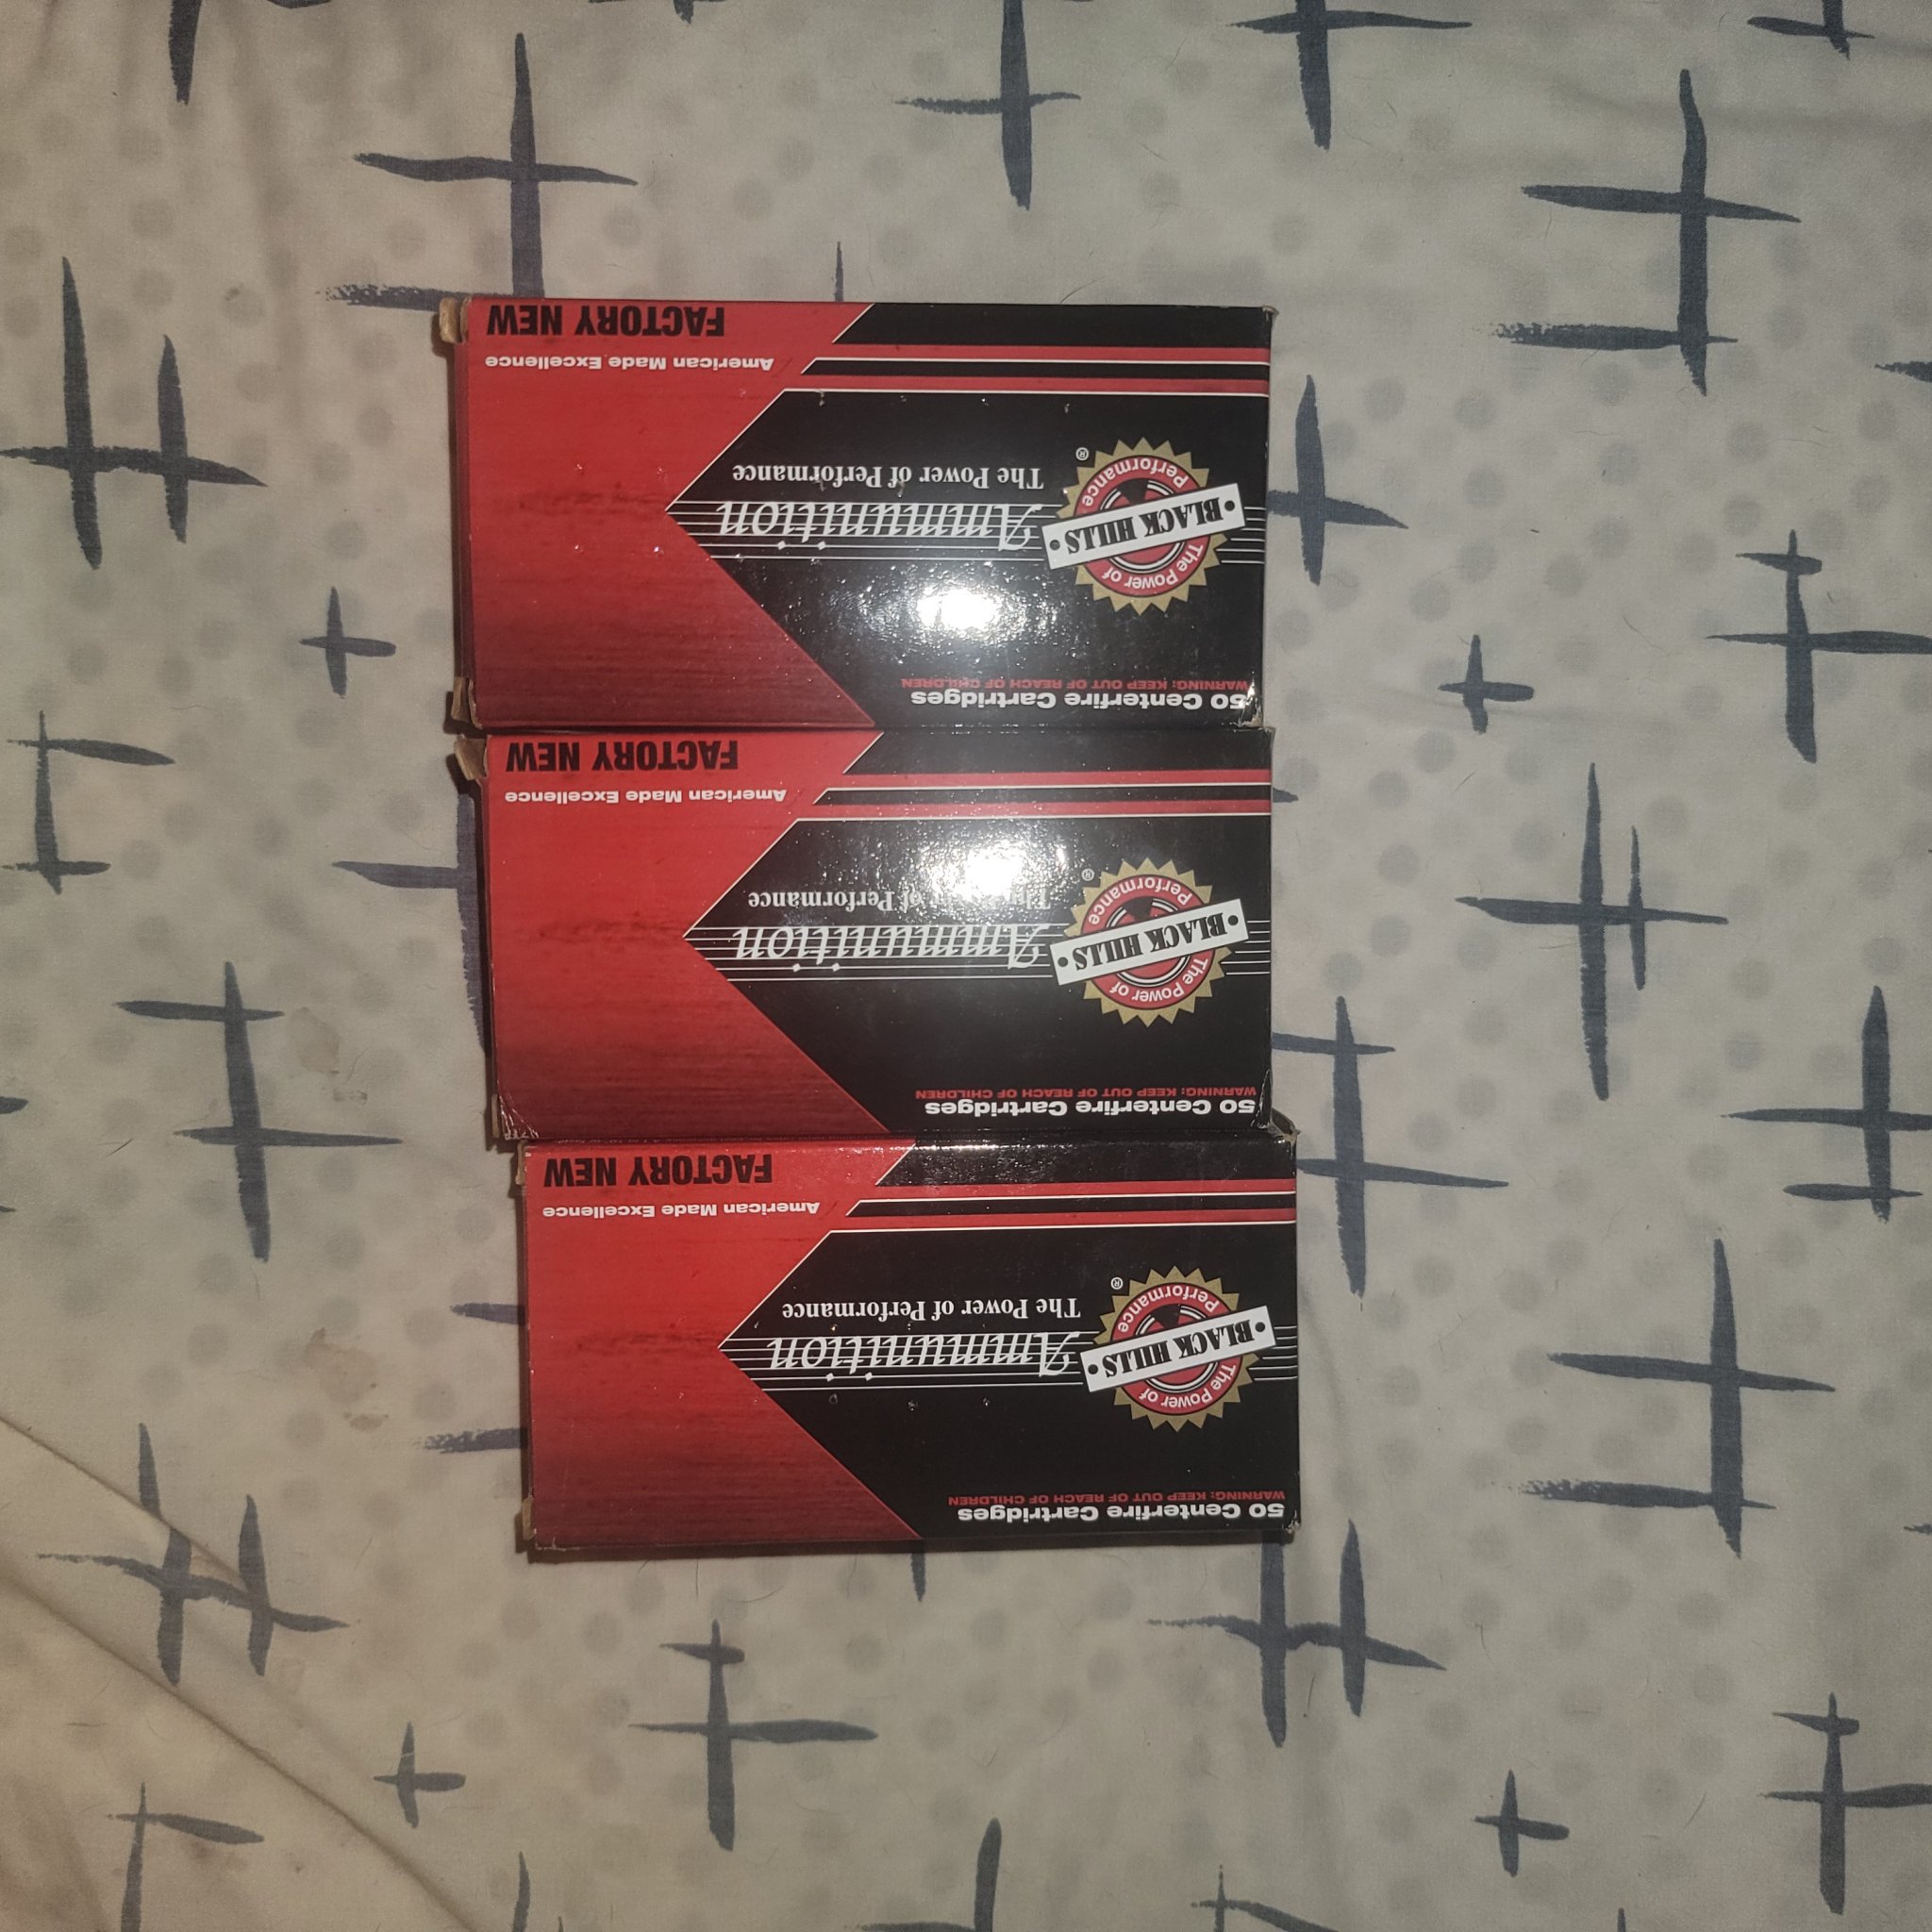 50 Centerfire Cartridges
WARNING: KEEP OUT OF REACH OF CHILDREN
The Power of
• BLACK HILLS •
Performance ®
Ammunition
The Power of Performance
American Made Excellence
FACTORY NEW
50 Centerfire Cartridges
WARNING: KEEP OUT OF REACH OF CHILDREN
The Power of
• BLACK HILLS •
Performance ®
Ammunition
of Performance
American Made Excellence
FACTORY NEW
50 Centerfire Cartridges
WARNING: KEEP OUT OF REACH OF CHILDREN
The Power of
• BLACK HILLS •
Performance ®
Ammunition
The Power of Performance
American Made Excellence
FACTORY NEW